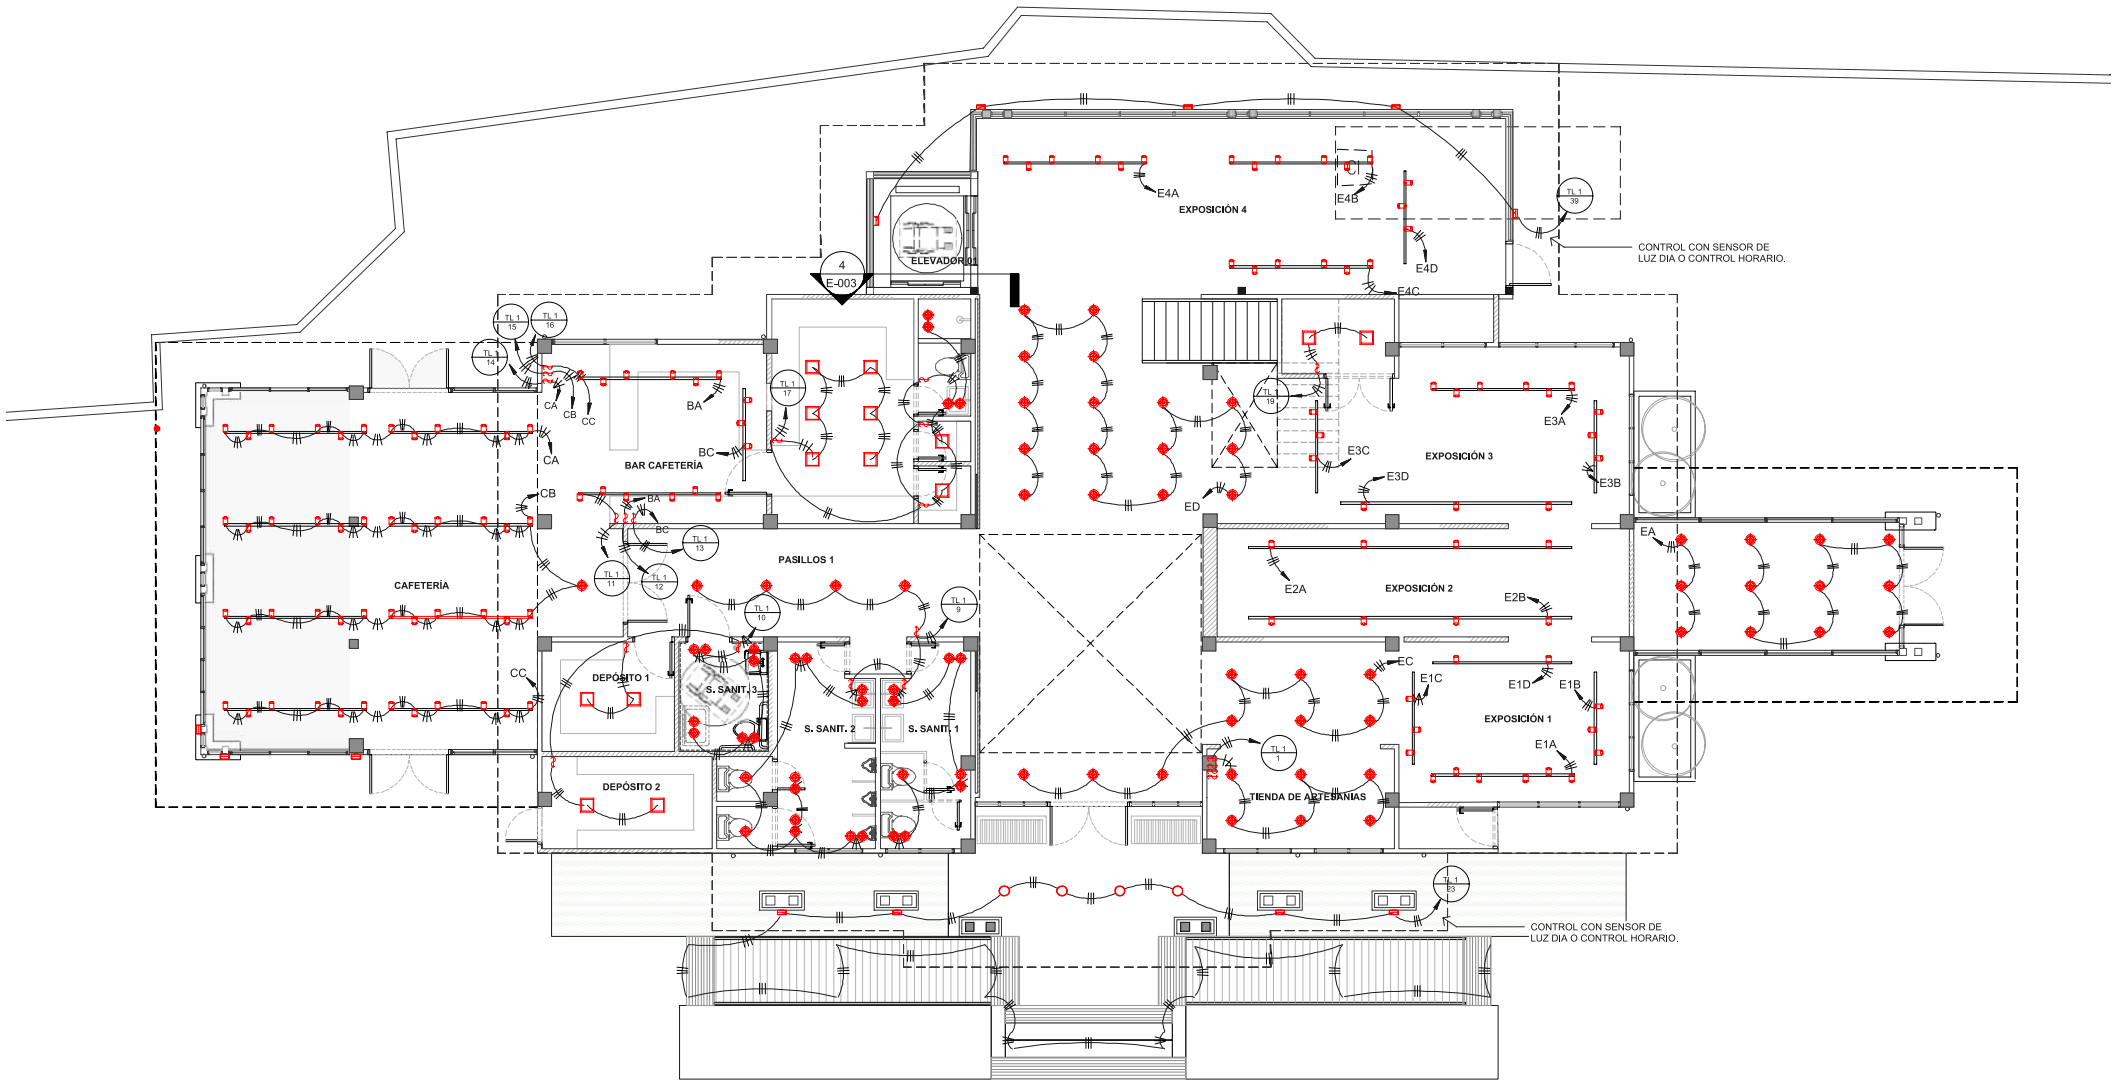 E4A
E4B
CI
EXPOSICIÓN 4
TL 1
39
CONTROL CON SENSOR DE
LUZ DIA O CONTROL HORARIO.
4
E-003
ELEVADOR 01
E4D
E4C
TL 1
15
TL 1
16
TL 1
14
CA
CB
CC
BA
TL 1
17
TL 1
19
E3A
CA
BC
BAR CAFETERÍA
E3C
EXPOSICIÓN 3
E3D
E3B
CB
BA
BC
ED
EA
TL 1
13
PASILLOS 1
TL 1
11
TL 1
12
CAFETERÍA
E2A
EXPOSICIÓN 2
E2B
TL 1
10
TL 1
9
CC
DEPÓSITO 1
S. SANIT. 3
EC
E1C
E1D
E1B
S. SANIT. 2
S. SANIT. 1
EXPOSICIÓN 1
TL 1
1
E1A
DEPÓSITO 2
TIENDA DE ARTESANIAS
TL 1
23
CONTROL CON SENSOR DE
LUZ DIA O CONTROL HORARIO.